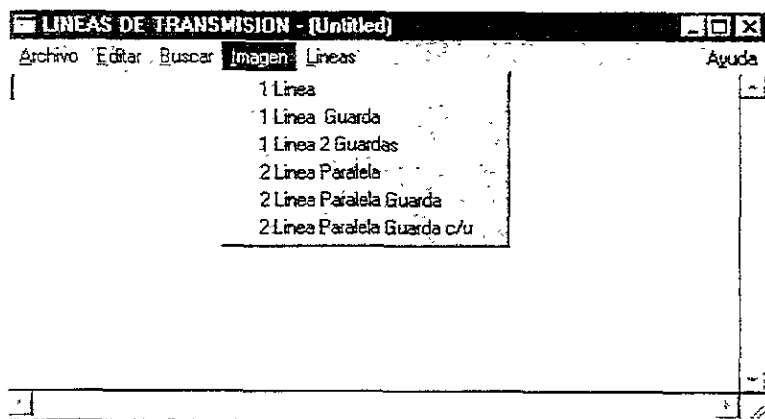 LINEAS DE TRANSMISION - (Untitled)
Archivo Editar Buscar Imagen Lineas Ayuda
1 Linea
1 Linea Guarda
1 Linea 2 Guardas
2 Linea Paralela
2 Linea Paralela Guarda
2 Linea Paralela Guarda c/u